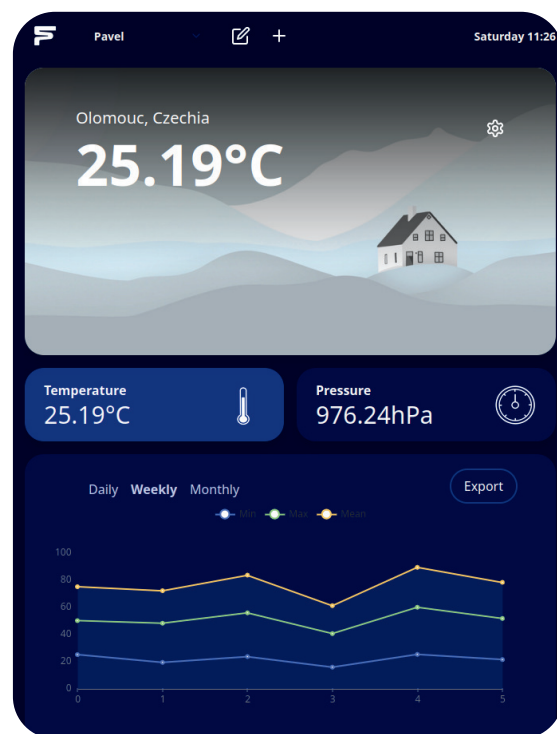 Pavel
Saturday 11:26
Olomouc, Czechia
25.19°C
Temperature
25.19°C
Pressure
976.24hPa
Daily Weekly Monthly
Export
Min Max Mean
100
80
60
40
20
0
0 1 2 3 4 5